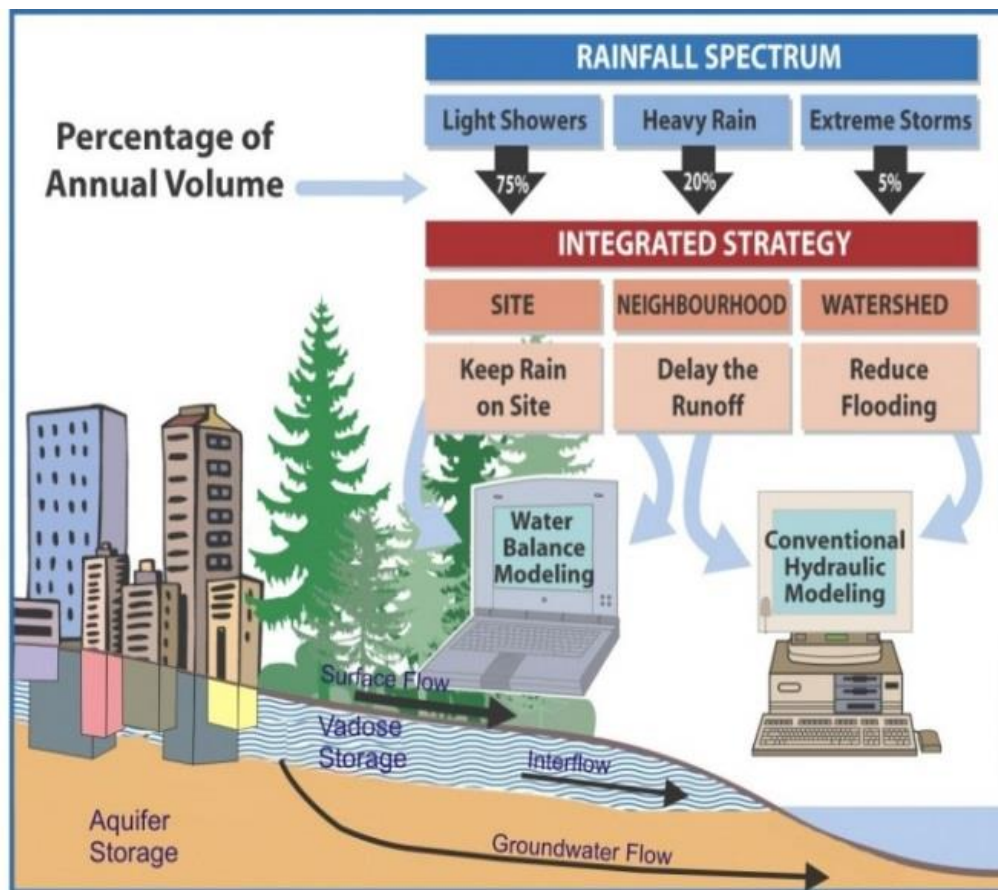 RAINFALL SPECTRUM
Light Showers
Heavy Rain
Extreme Storms
Percentage of
Annual Volume
75%
20%
5%
INTEGRATED STRATEGY
SITE
NEIGHBOURHOOD
WATERSHED
Keep Rain
on Site
Delay the
Runoff
Reduce
Flooding
Water
Balance
Modeling
Conventional
Hydraulic
Modeling
Surface Flow
Vadose
Storage
Interflow
Aquifer
Storage
Groundwater Flow